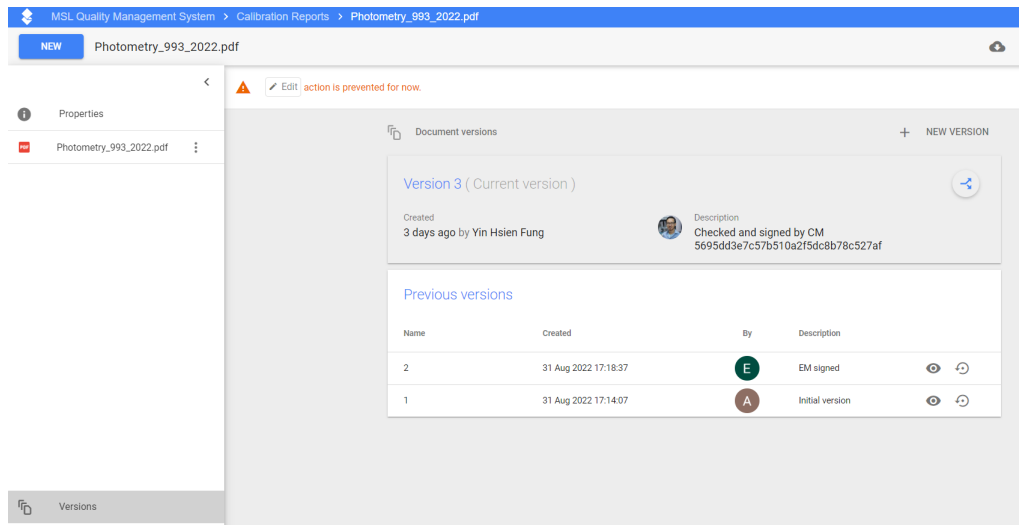 MSL Quality Management System > Calibration Reports > Photometry_993_2022.pdf
NEW Photometry_993_2022.pdf
Edit action is prevented for now.
Properties
PDF Photometry_993_2022.pdf
Document versions
NEW VERSION
Version 3 ( Current version )
Created
3 days ago by Yin Hsien Fung
Description
Checked and signed by CM
5695dd3e7c57b510a2f5dc8b78c527af
Previous versions
Name Created By Description
2 31 Aug 2022 17:18:37 E EM signed
1 31 Aug 2022 17:14:07 A Initial version
Versions